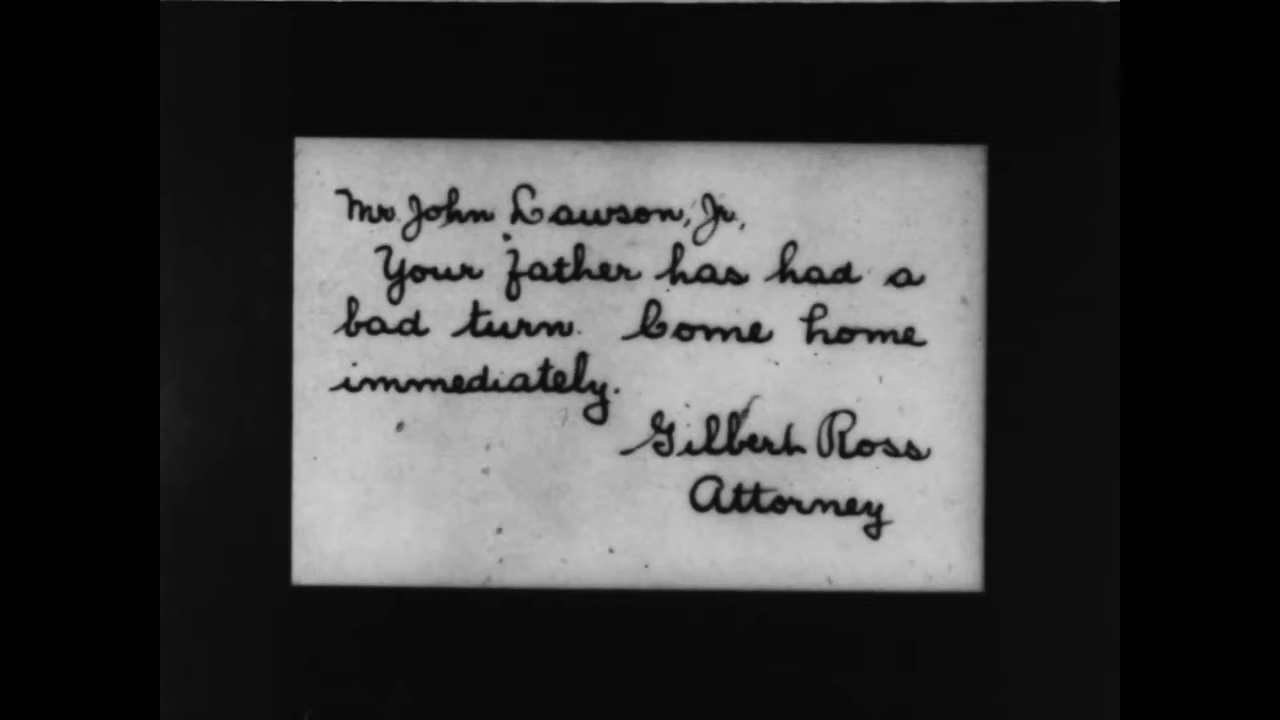 Mr. John Lawson, Jr.,
Your father has had a
bad turn. Come home
immediately.
Gilbert Ross
Attorney